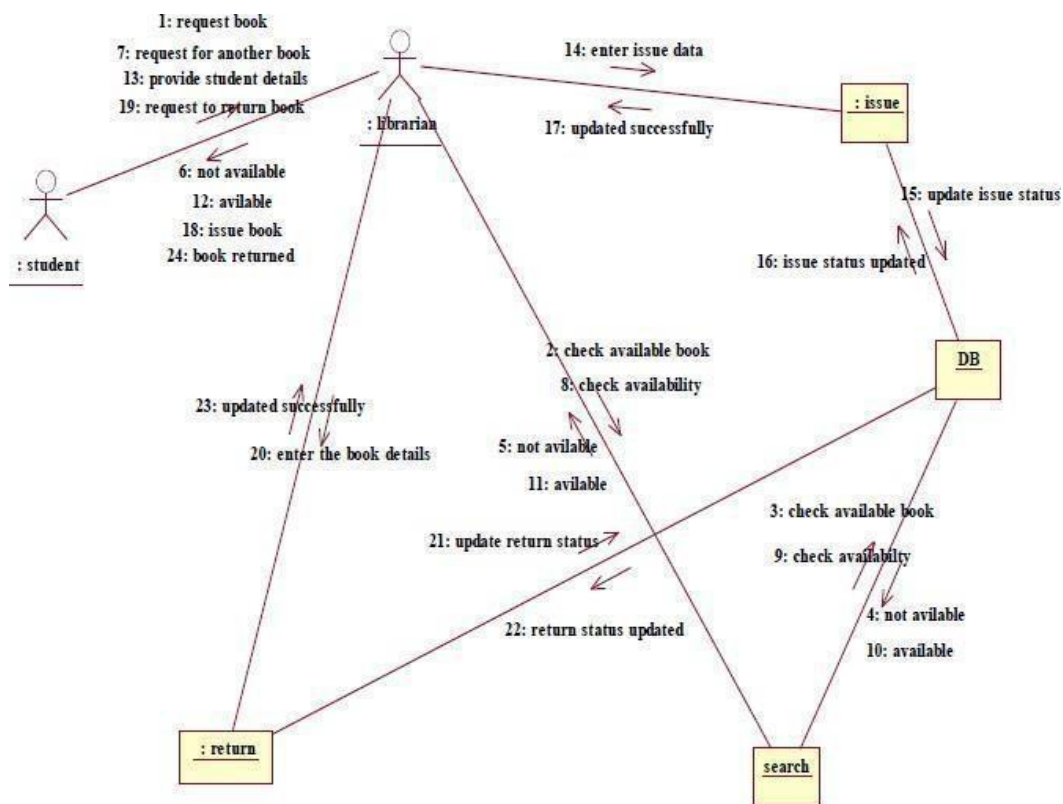 1: request book
7: request for another book
13: provide student details
19: request to return book
: librarian
14: enter issue data
17: updated successfully
: issue
6: not available
12: avilable
18: issue book
24: book returned
: student
15: update issue status
16: issue status updated
DB
2: check available book
8: check availability
23: updated successfully
20: enter the book details
5: not avilable
11: avilable
3: check available book
9: check availabilty
21: update return status
22: return status updated
4: not avilable
10: available
: return
search